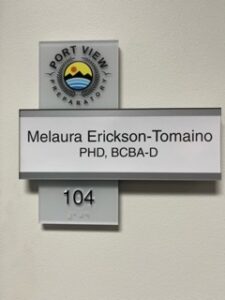 PORT VIEW
PREPARATORY
Melaura Erickson-Tomaino
PHD, BCBA-D
104